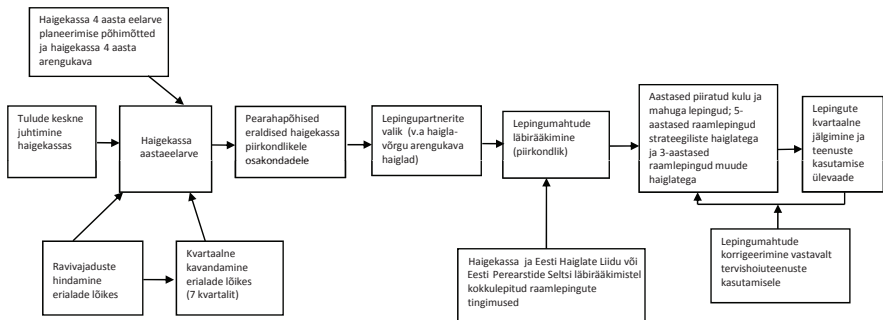 Haigekassa 4 aasta eelarve
planeerimise põhimõtted
ja haigekassa 4 aasta
arengukava
Tulude keskne
juhtimine
haigekassas
Haigekassa
aastaeelarve
Pearahapõhised
eraldised haigekassa
piirkondlikele
osakondadele
Lepingupartnerite
valik (v.a haigla-
võrgu arengukava
haiglad)
Lepingumahtude
läbirääkimine
(piirkondlik)
Aastased piiratud kulu ja
mahuga lepingud; 5-
aastased raamlepingud
strateegiliste haiglatega
ja 3-aastased
raamlepingud muude
haiglatega
Lepingute
kvartaalne
jälgimine ja
teenuste
kasutamise
ülevaade
Ravivajaduste
hindamine
erialade lõikes
Kvartaalne
kavandamine
erialade lõikes
(7 kvartalit)
Haigekassa ja Eesti Haiglate Liidu või
Eesti Perearstide Seltsi läbirääkimistel
kokkulepitud raamlepingute
tingimused
Lepingumahtude
korrigeerimine vastavalt
tervishoiuteenuste
kasutamisele